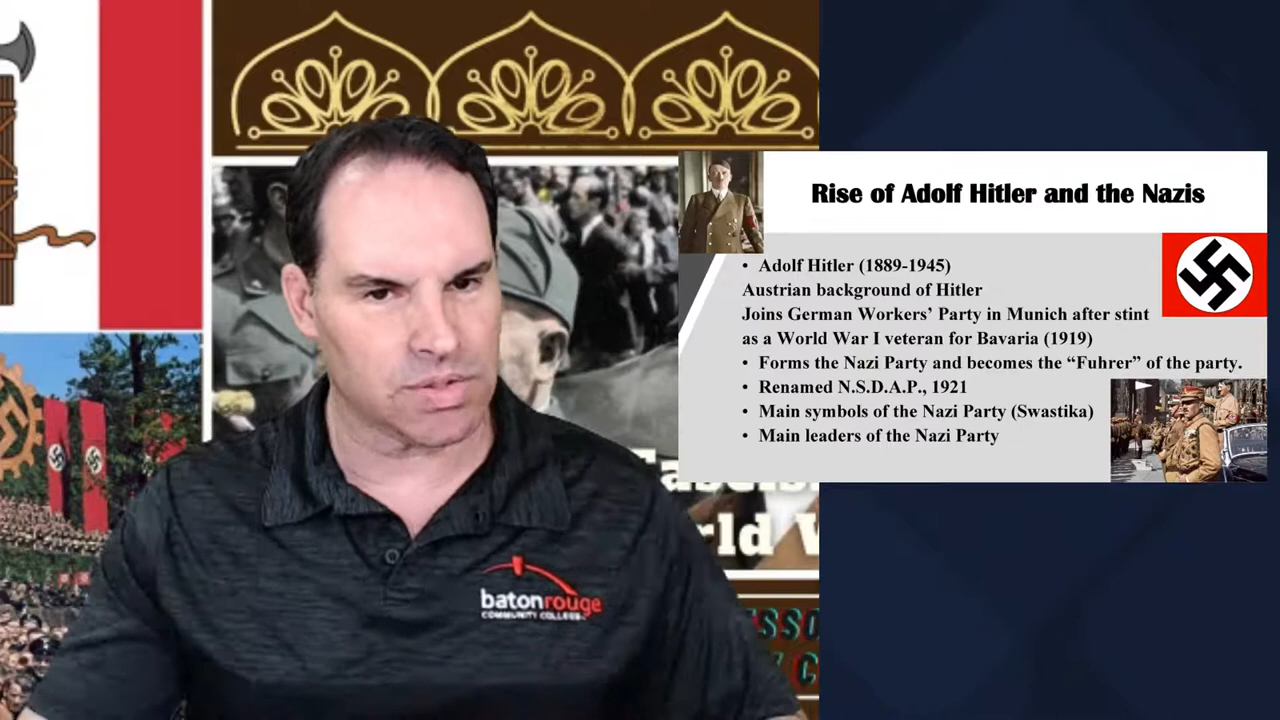 Rise of Adolf Hitler and the Nazis
• Adolf Hitler (1889-1945)
Austrian background of Hitler
Joins German Workers’ Party in Munich after stint
as a World War I veteran for Bavaria (1919)
• Forms the Nazi Party and becomes the “Fuhrer” of the party.
• Renamed N.S.D.A.P., 1921
• Main symbols of the Nazi Party (Swastika)
• Main leaders of the Nazi Party
batonrouge
COMMUNITY COLLEGE